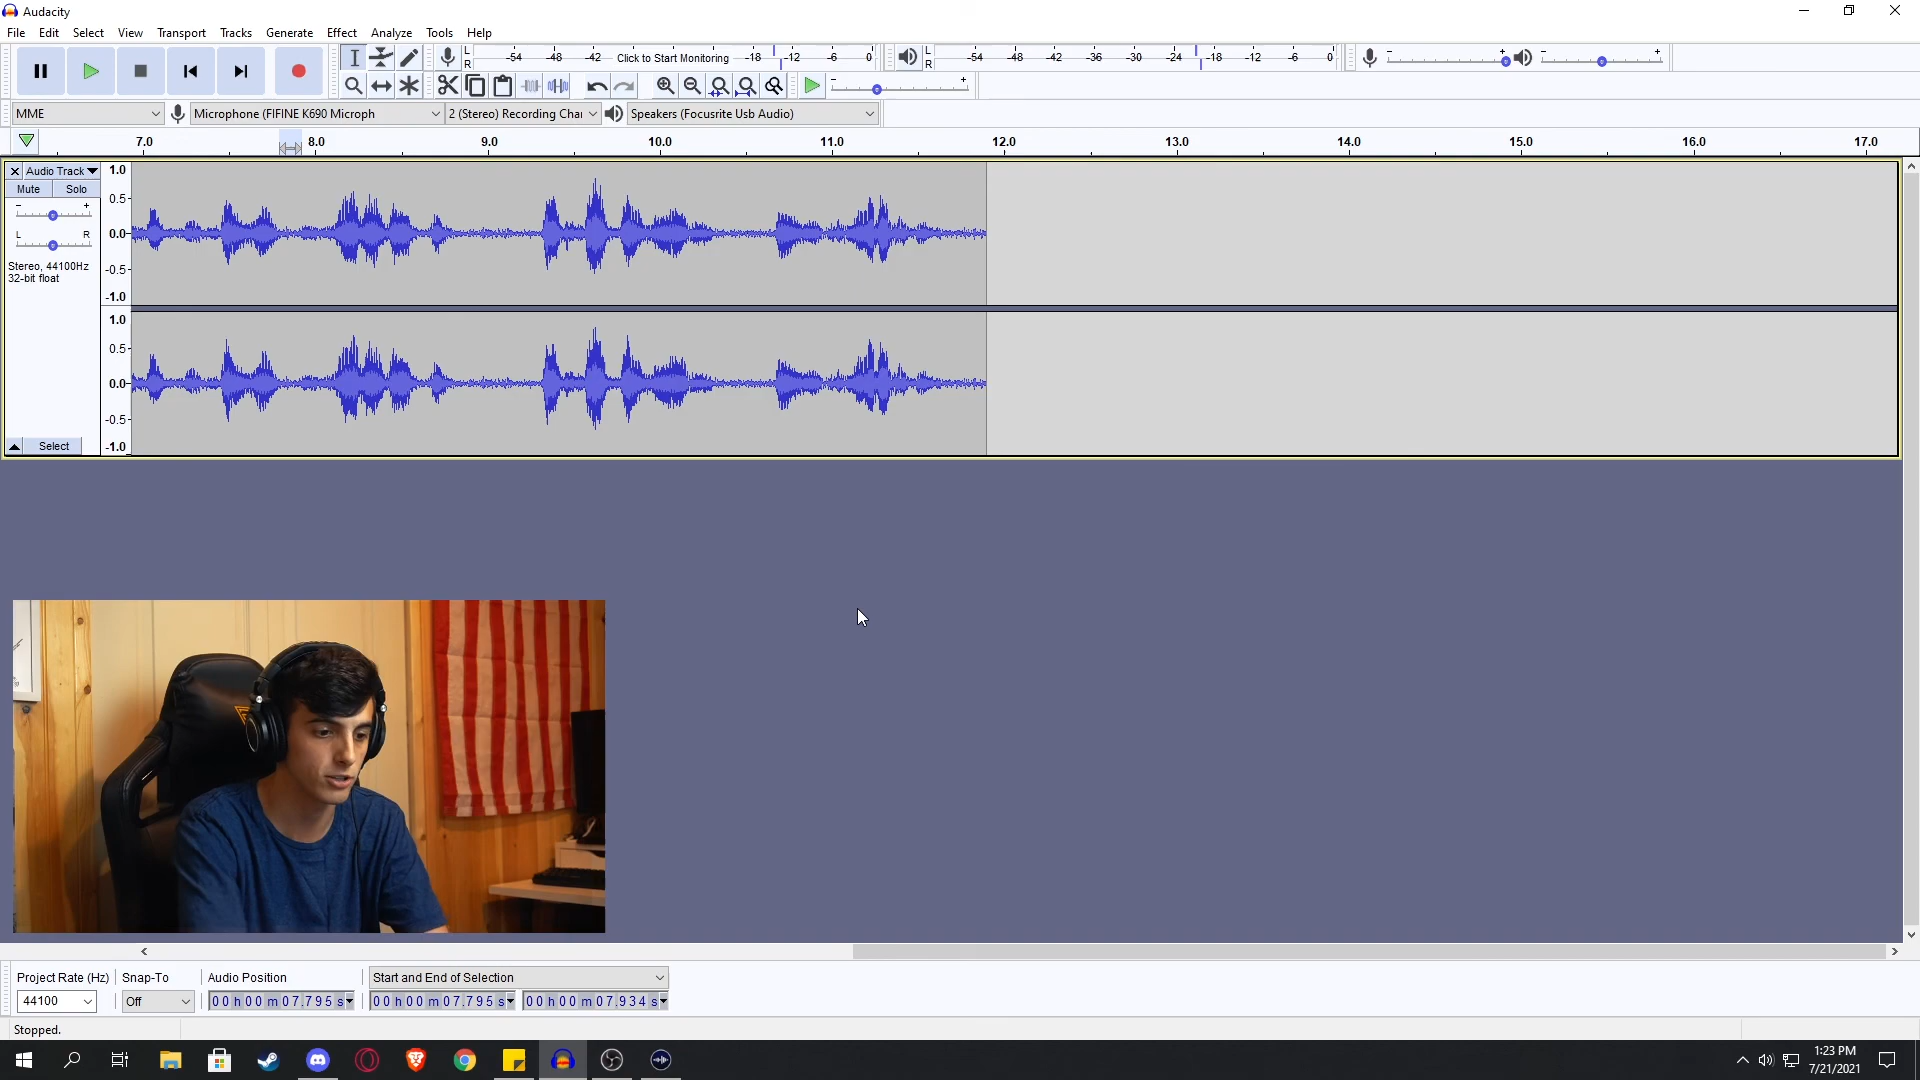 Audacity
File Edit Select View Transport Tracks Generate Effect Analyze Tools Help
L R -54 -48 -42 Click to Start Monitoring -18 -12 -6 0 L R -54 -48 -42 -36 -30 -24 -18 -12 -6 0
MME Microphone (FIFINE K690 Microph 2 (Stereo) Recording Chai Speakers (Focusrite Usb Audio)
7.0 8.0 9.0 10.0 11.0 12.0 13.0 14.0 15.0 16.0 17.0
Audio Track 1.0
Mute Solo 0.5
L R 0.0
Stereo, 44100Hz -0.5
32-bit float
-1.0
1.0
0.5
0.0
-0.5
Select -1.0
Project Rate (Hz) Snap-To Audio Position Start and End of Selection
44100 Off 00 h 00 m 07.795 s 00 h 00 m 07.795 s 00 h 00 m 07.934 s
Stopped.
1:23 PM
7/21/2021